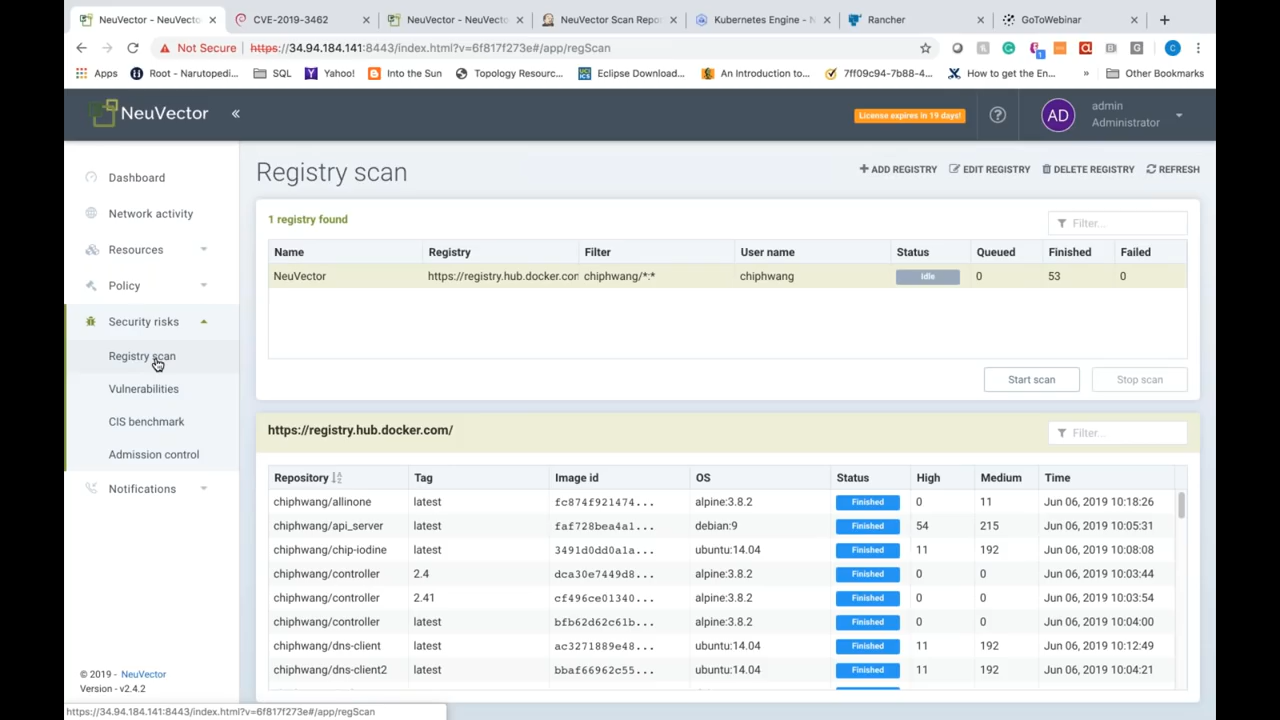 NeuVector - NeuVecto
CVE-2019-3462
NeuVector - NeuVecto
NeuVector Scan Repo
Kubernetes Engine - N
Rancher
GoToWebinar
Not Secure
https://34.94.184.141:8443/index.html?v=6f817f273e#/app/regScan
Apps
Root - Narutopedi...
SQL
Yahoo!
Into the Sun
Topology Resourc...
Eclipse Download...
An Introduction to...
7ff09c94-7b88-4...
How to get the En...
»
Other Bookmarks
NeuVector
«
License expires in 19 days!
AD
admin
Administrator
Dashboard
Network activity
Resources
Policy
Security risks
Registry scan
Vulnerabilities
CIS benchmark
Admission control
Notifications
© 2019 - NeuVector
Version - v2.4.2
Registry scan
+ ADD REGISTRY EDIT REGISTRY DELETE REGISTRY REFRESH
1 registry found
Filter...
Name Registry Filter User name Status Queued Finished Failed
NeuVector https://registry.hub.docker.con chiphwang/*:* chiphwang Idle 0 53 0
Start scan Stop scan
https://registry.hub.docker.com/
Filter...
Repository Tag Image id OS Status High Medium Time
chiphwang/allinone latest fc874f921474... alpine:3.8.2 Finished 0 11 Jun 06, 2019 10:18:26
chiphwang/api_server latest faf728bea4a1... debian:9 Finished 54 215 Jun 06, 2019 10:05:31
chiphwang/chip-iodine latest 3491d0dd0a1a... ubuntu:14.04 Finished 11 192 Jun 06, 2019 10:08:08
chiphwang/controller 2.4 dca30e7449d8... alpine:3.8.2 Finished 0 0 Jun 06, 2019 10:03:44
chiphwang/controller 2.41 cf496ce01340... alpine:3.8.2 Finished 0 0 Jun 06, 2019 10:03:54
chiphwang/controller latest bfb62d62c61b... alpine:3.8.2 Finished 0 0 Jun 06, 2019 10:04:00
chiphwang/dns-client latest ac3271889e48... ubuntu:14.04 Finished 11 192 Jun 06, 2019 10:12:49
chiphwang/dns-client2 latest bbaf66962c55... ubuntu:14.04 Finished 11 192 Jun 06, 2019 10:04:21
https://34.94.184.141:8443/index.html?v=6f817f273e#/app/regScan